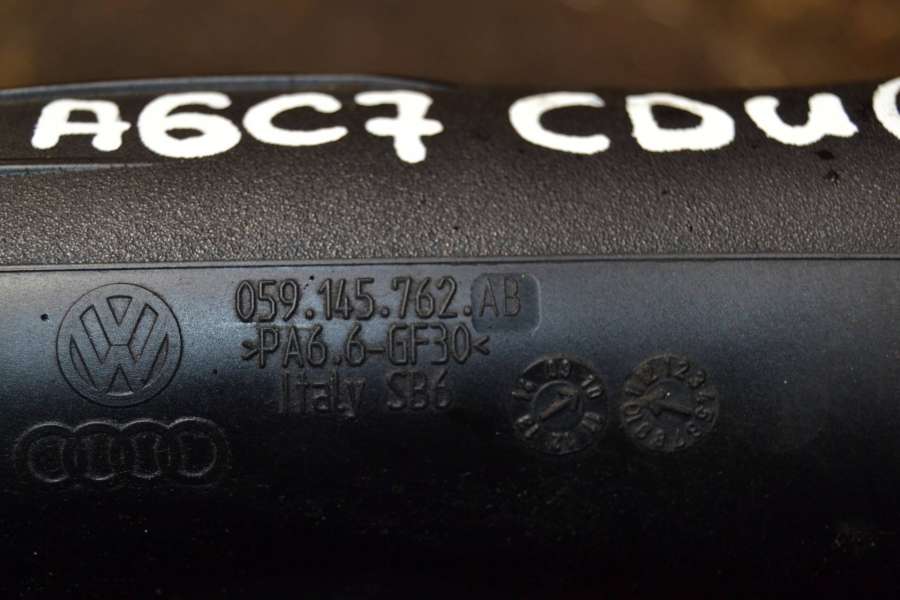 A6C7 CDU
059.145.762.AB
>PA6.6-GF30<
Italy SB6